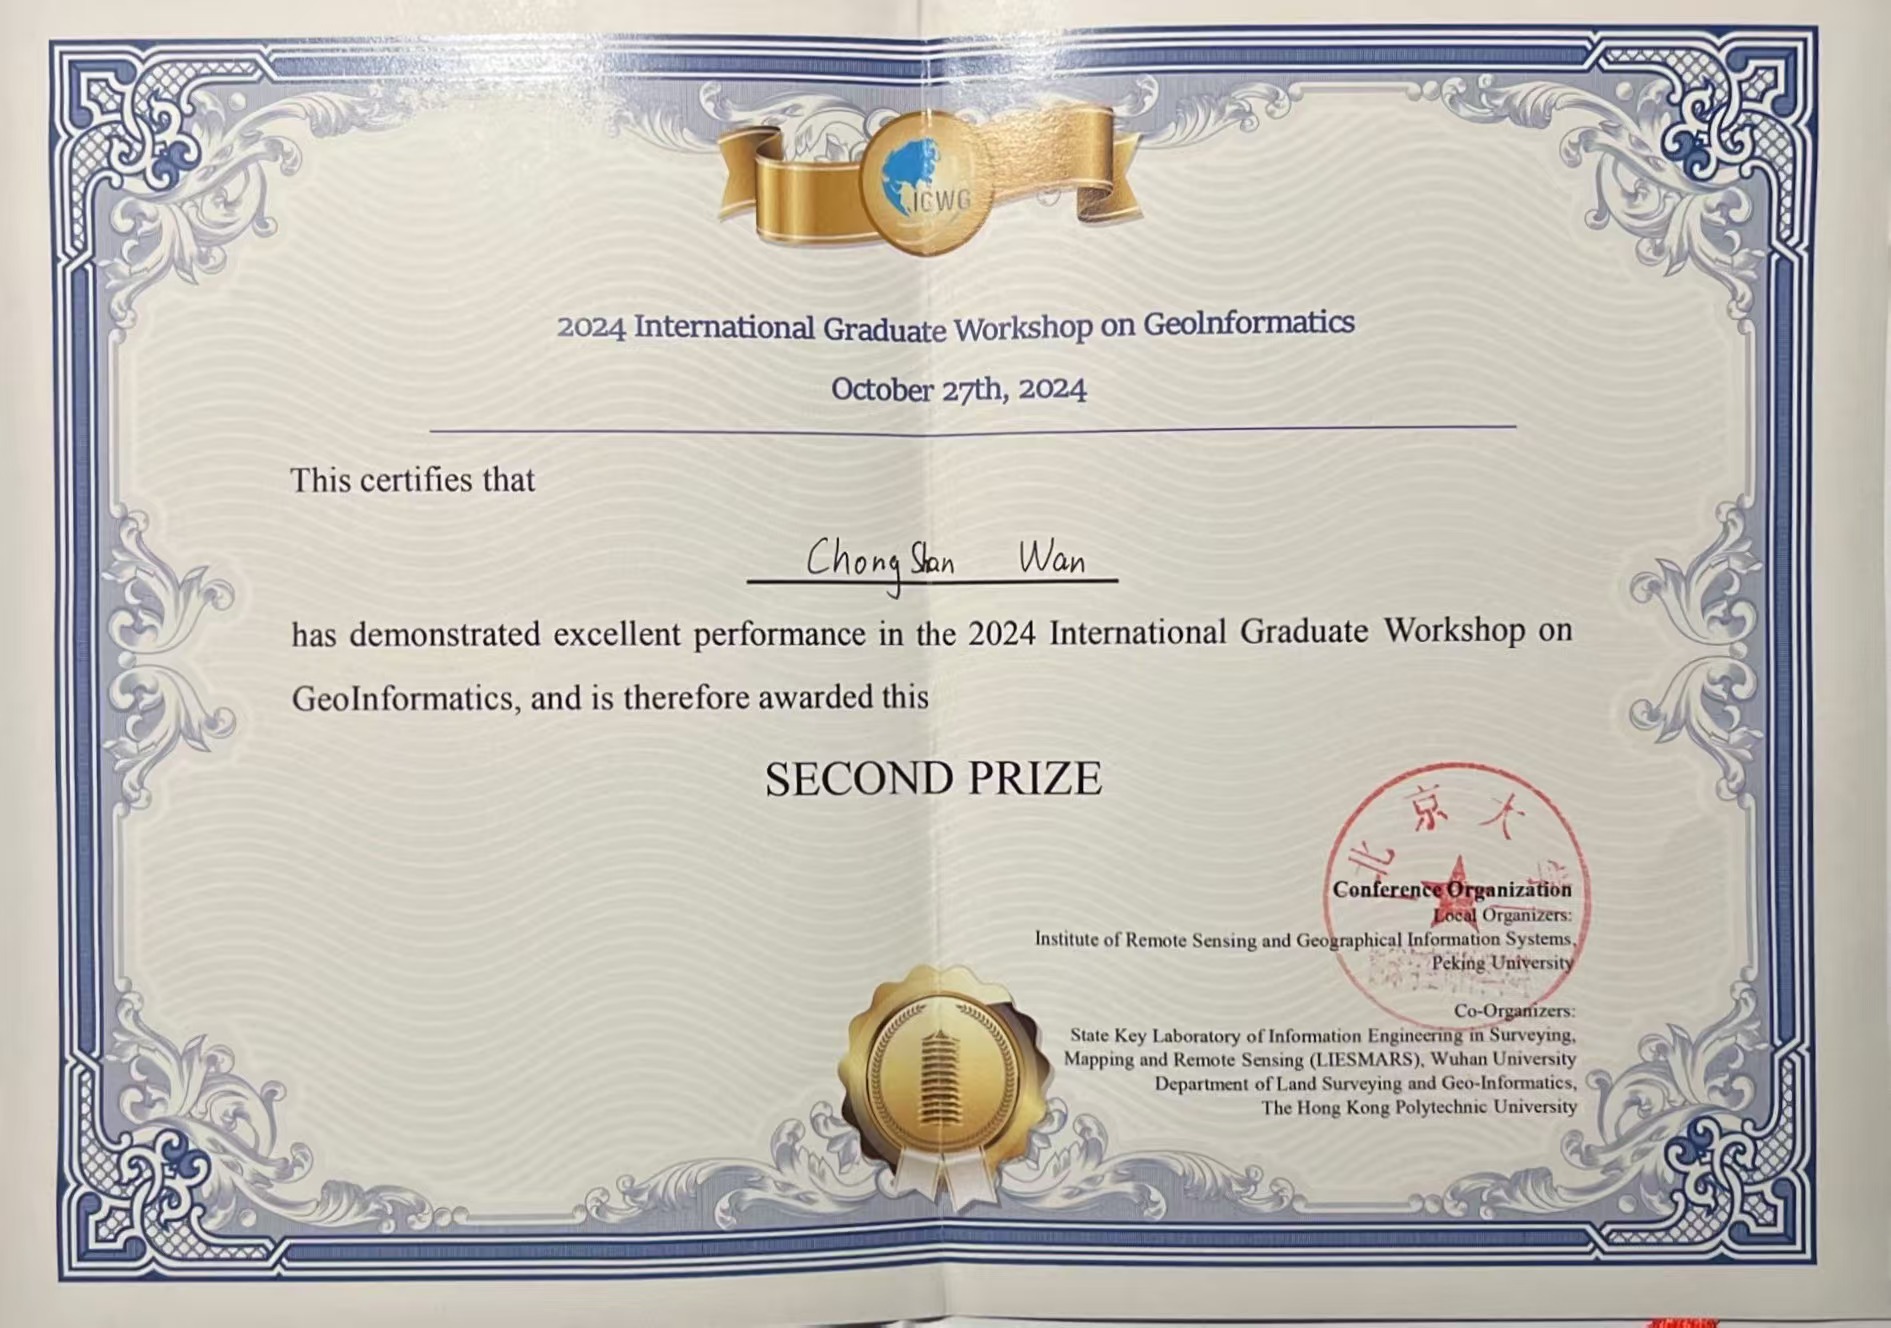 ICWG
2024 International Graduate Workshop on GeoInformatics
October 27th, 2024
This certifies that
Chong Shan Wan
has demonstrated excellent performance in the 2024 International Graduate Workshop on
GeoInformatics, and is therefore awarded this
SECOND PRIZE
北京大
Conference Organization
Local Organizers:
Institute of Remote Sensing and Geographical Information Systems,
Peking University
Co-Organizers:
State Key Laboratory of Information Engineering in Surveying,
Mapping and Remote Sensing (LIESMARS), Wuhan University
Department of Land Surveying and Geo-Informatics,
The Hong Kong Polytechnic University